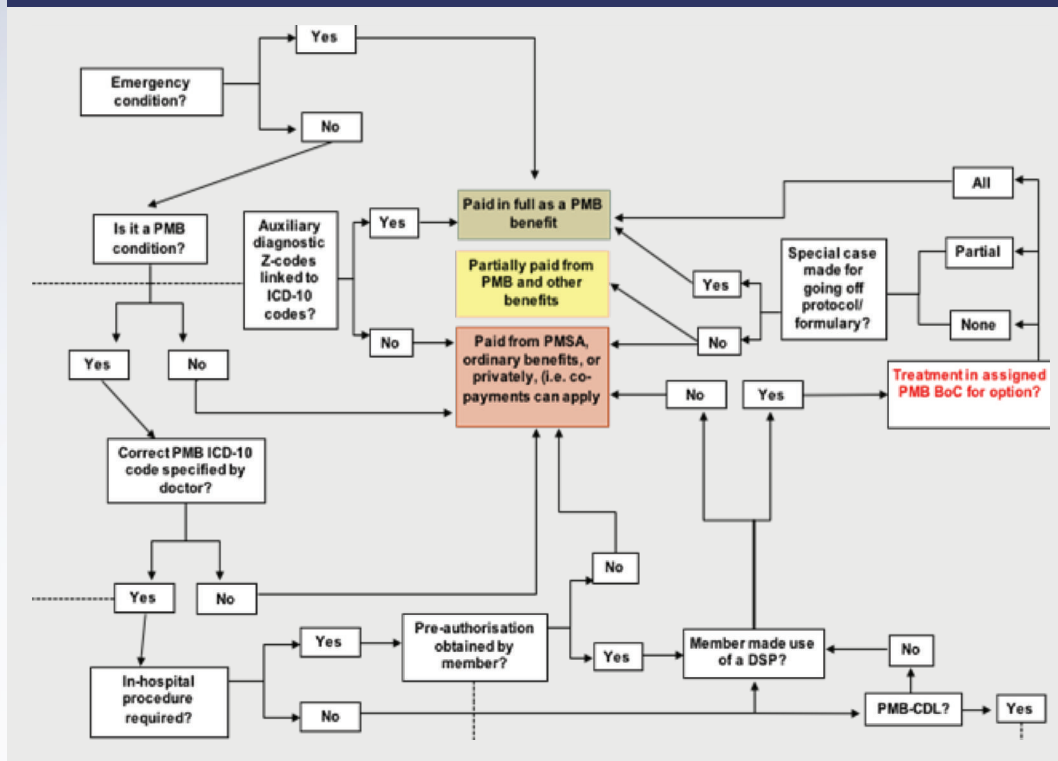 Yes
Emergency
condition?
No
All
Paid in full as a PMB
benefit
Is it a PMB
condition?
Auxiliary
diagnostic
Z-codes
linked to
ICD-10
codes?
Yes
Special case
made for
going off
protocol/
formulary?
Partial
Partially paid from
PMB and other
benefits
Yes
None
No
Paid from PMSA,
ordinary benefits, or
privately, (i.e. co-
payments can apply
No
Yes
No
Treatment in assigned
PMB BoC for option?
No
Yes
Correct PMB ICD-10
code specified by
doctor?
No
Yes
No
Yes
Pre-authorisation
obtained by
member?
Yes
Member made use
of a DSP?
No
In-hospital
procedure
required?
No
PMB-CDL?
Yes